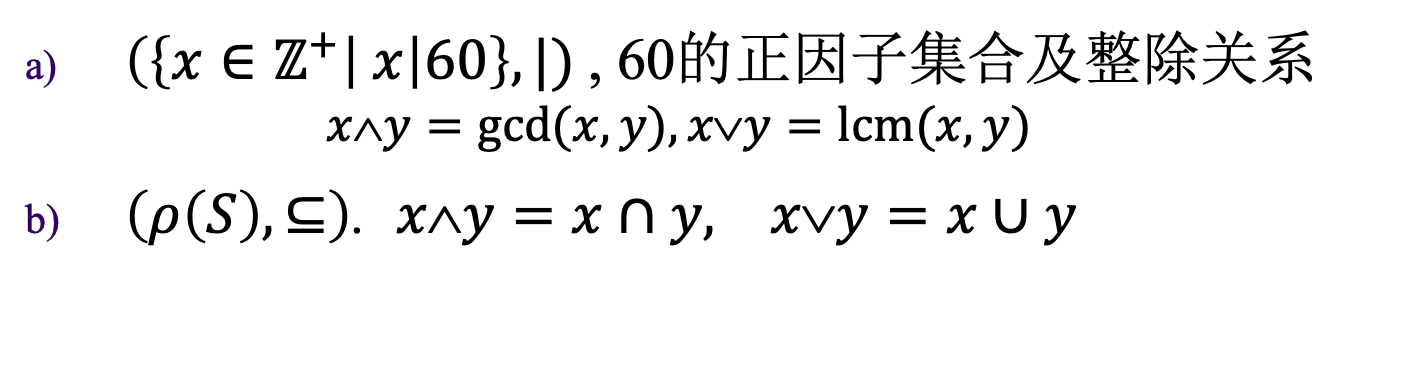 a) ({x ∈ ℤ⁺| x|60}, |) , 60的正因子集合及整除关系
x∧y = gcd(x, y), x∨y = lcm(x, y)
b) (ρ(S), ⊆). x∧y = x ∩ y, x∨y = x ∪ y